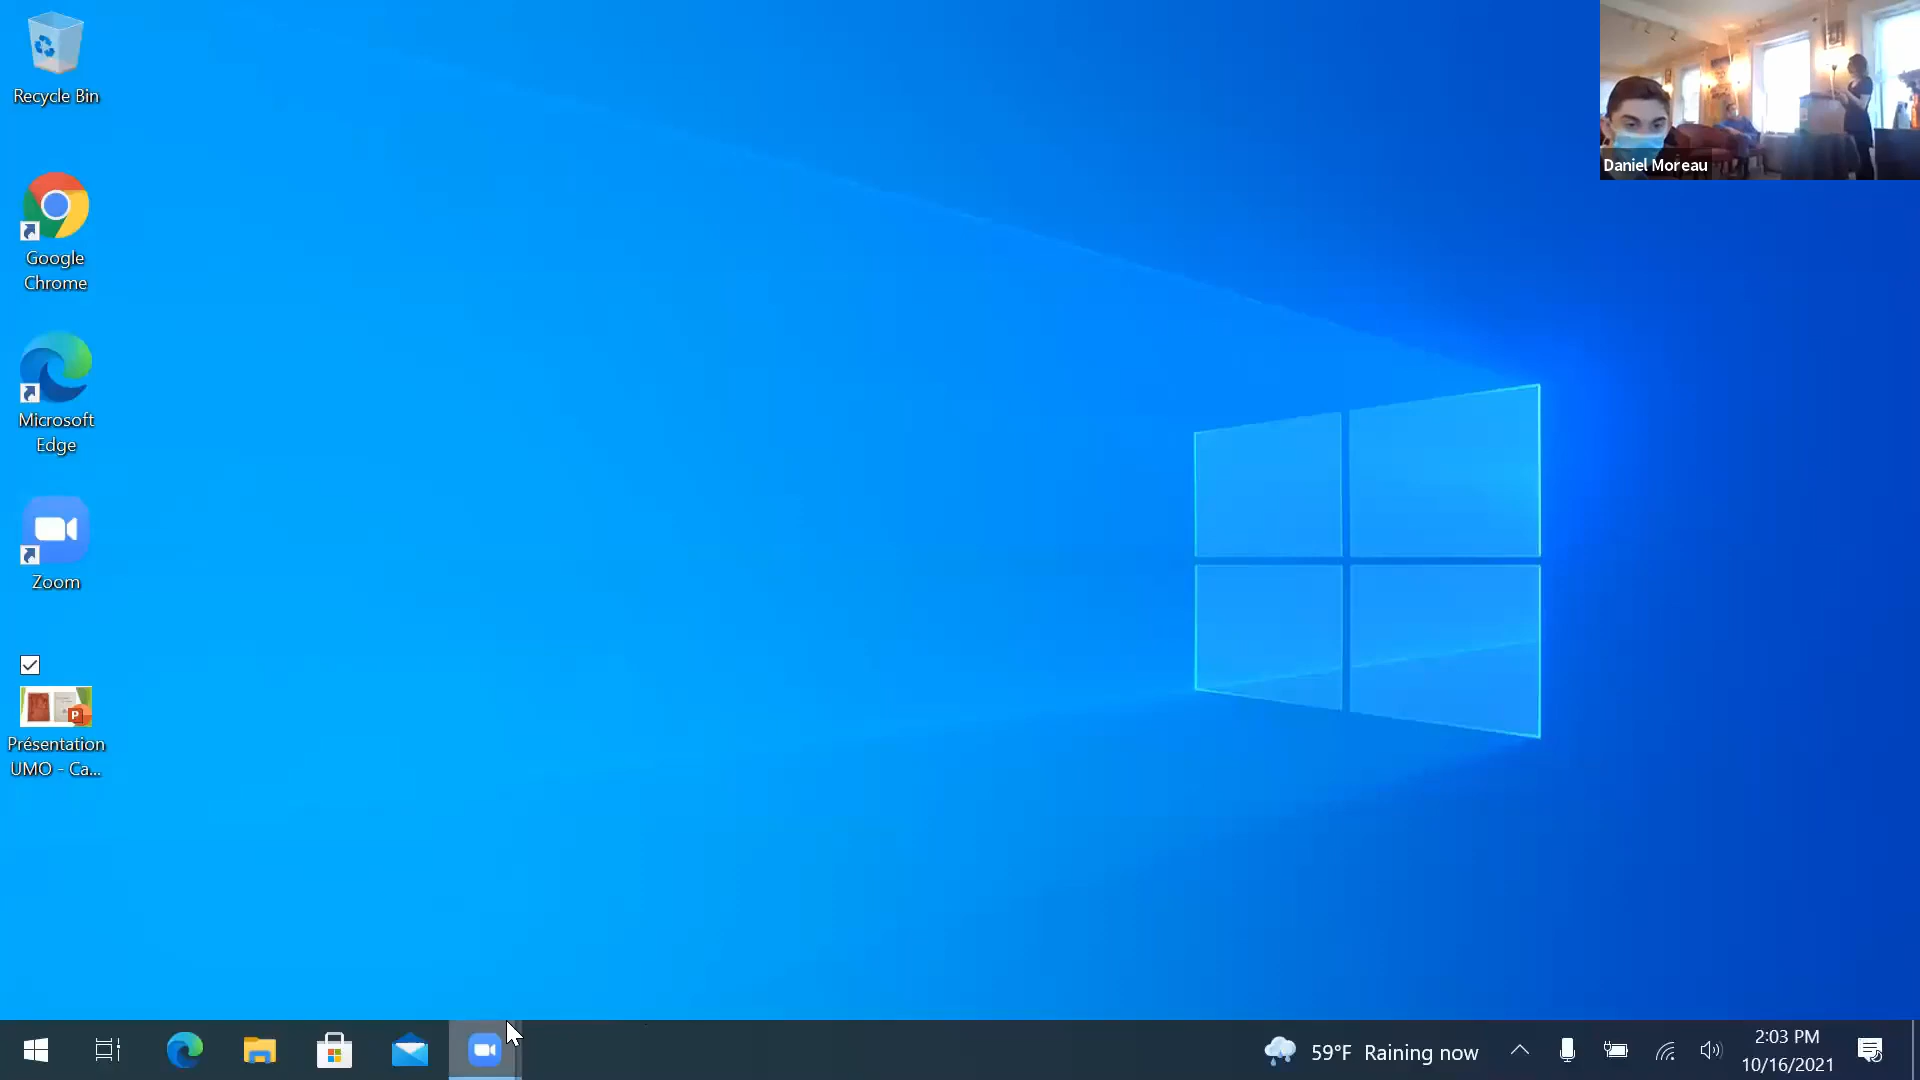 Recycle Bin
Daniel Moreau
Google
Chrome
Microsoft
Edge
Zoom
P
Présentation
UMO - Ca...
59°F Raining now
2:03 PM
10/16/2021